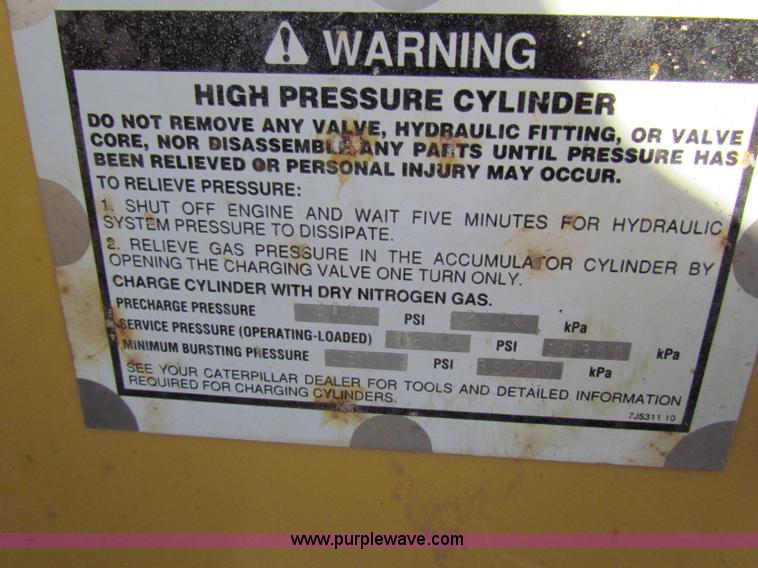 WARNING
HIGH PRESSURE CYLINDER
DO NOT REMOVE ANY VALVE, HYDRAULIC FITTING, OR VALVE
CORE, NOR DISASSEMBLE ANY PARTS UNTIL PRESSURE HAS
BEEN RELIEVED OR PERSONAL INJURY MAY OCCUR.
TO RELIEVE PRESSURE:
1. SHUT OFF ENGINE AND WAIT FIVE MINUTES FOR HYDRAULIC
SYSTEM PRESSURE TO DISSIPATE.
2. RELIEVE GAS PRESSURE IN THE ACCUMULATOR CYLINDER BY
OPENING THE CHARGING VALVE ONE TURN ONLY.
CHARGE CYLINDER WITH DRY NITROGEN GAS.
PRECHARGE PRESSURE PSI kPa
SERVICE PRESSURE (OPERATING-LOADED) PSI kPa
MINIMUM BURSTING PRESSURE PSI kPa
SEE YOUR CATERPILLAR DEALER FOR TOOLS AND DETAILED INFORMATION
REQUIRED FOR CHARGING CYLINDERS.
7J5311 10
www.purplewave.com